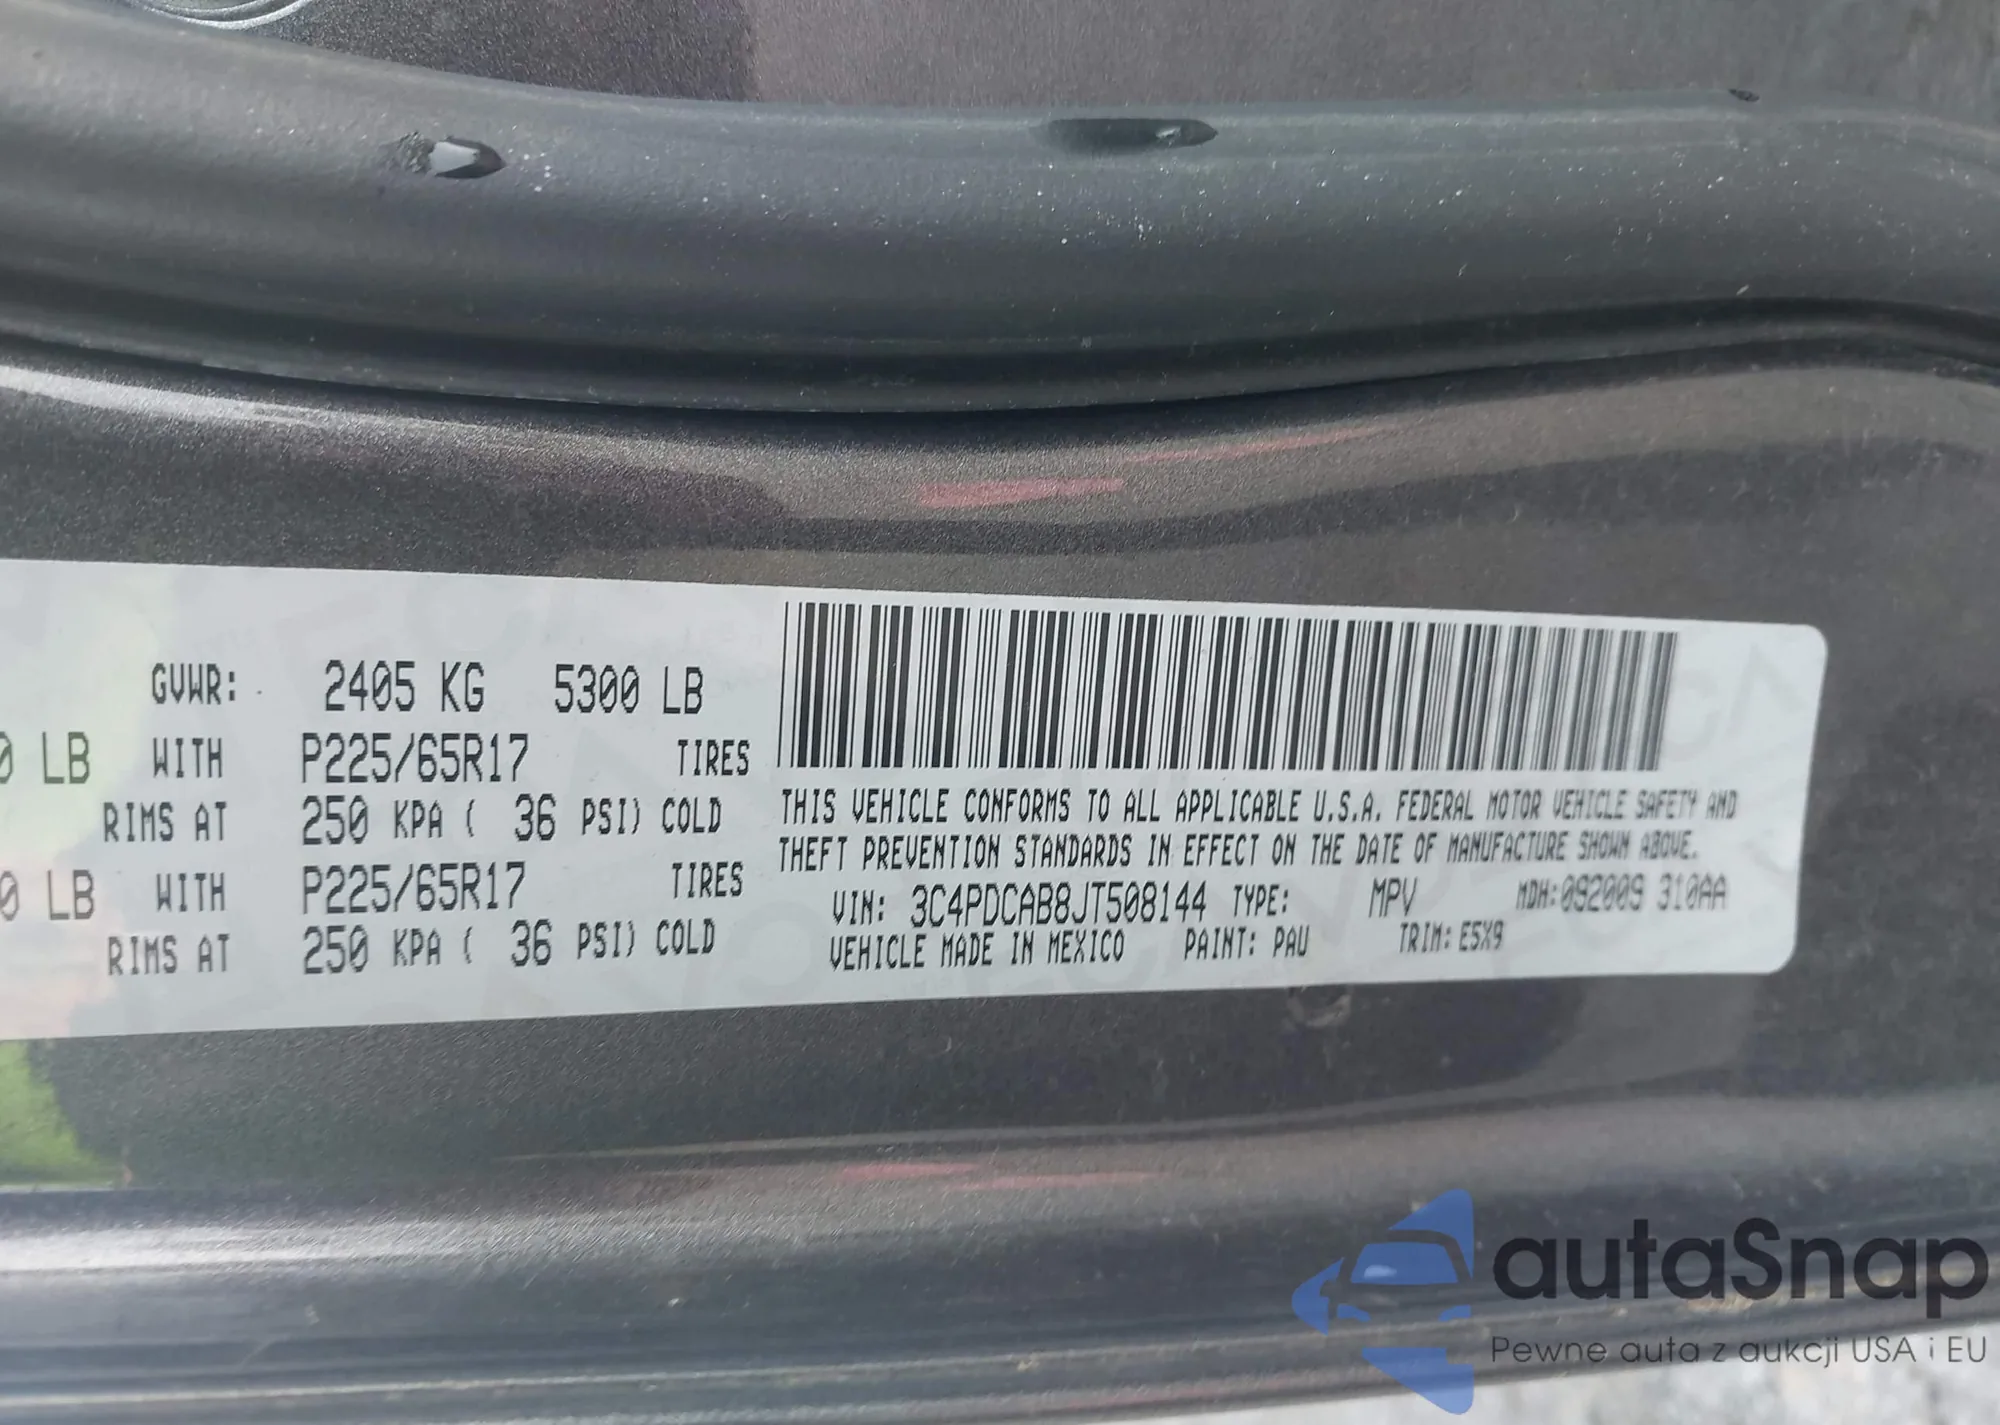 GVWR: 2405 KG 5300 LB
0 LB WITH P225/65R17 TIRES
RIMS AT 250 KPA ( 36 PSI) COLD
0 LB WITH P225/65R17 TIRES
RIMS AT 250 KPA ( 36 PSI) COLD
THIS VEHICLE CONFORMS TO ALL APPLICABLE U.S.A. FEDERAL MOTOR VEHICLE SAFETY AND
THEFT PREVENTION STANDARDS IN EFFECT ON THE DATE OF MANUFACTURE SHOWN ABOVE.
VIN: 3C4PDCAB8JT508144 TYPE: MPV MDH: 092009 310AA
VEHICLE MADE IN MEXICO PAINT: PAU TRIM: E5X9
autaSnap
Pewne auta z aukcji USA i EU